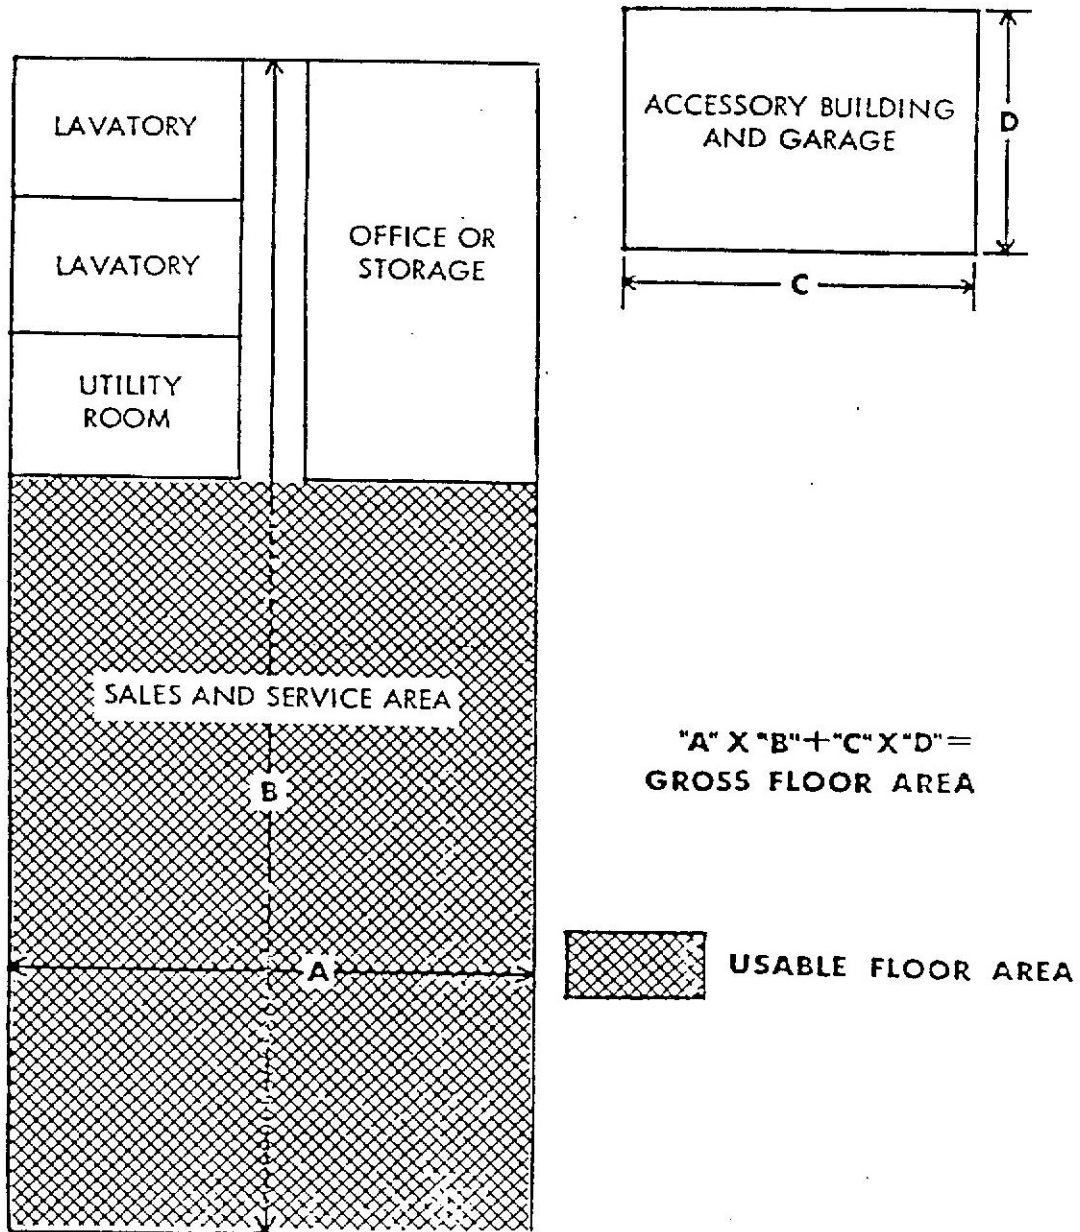 LAVATORY
LAVATORY
UTILITY
ROOM
OFFICE OR
STORAGE
ACCESSORY BUILDING
AND GARAGE
D
C
SALES AND SERVICE AREA
B
A
"A" X "B"+"C" X "D"=
GROSS FLOOR AREA
USABLE FLOOR AREA